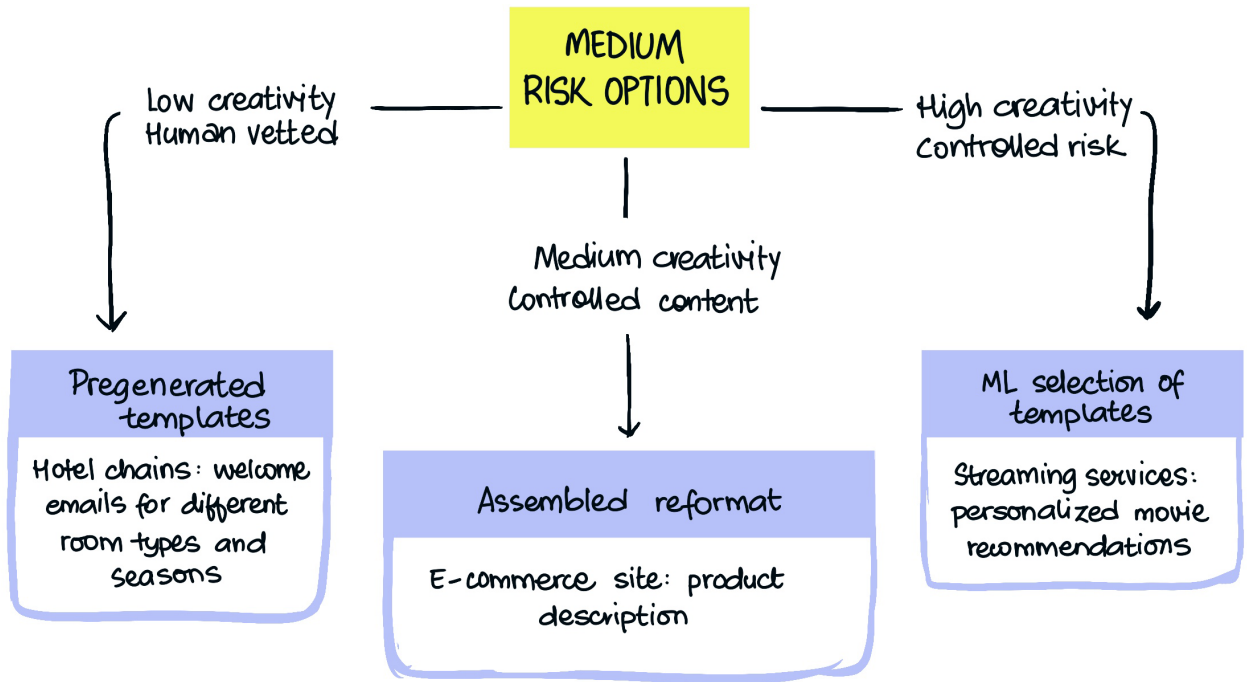 MEDIUM
RISK OPTIONS
Low creativity
Human vetted
Medium creativity
Controlled content
High creativity
Controlled risk
Pregenerated
templates
Hotel chains: welcome
emails for different
room types and
seasons
Assembled reformat
E-commerce site: product
description
ML selection of
templates
Streaming services:
personalized movie
recommendations